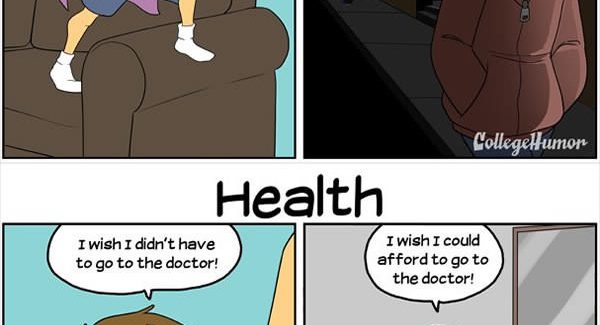 CollegeHumor
Health
I wish I didn't have
to go to the doctor!
I wish I could
afford to go to
the doctor!